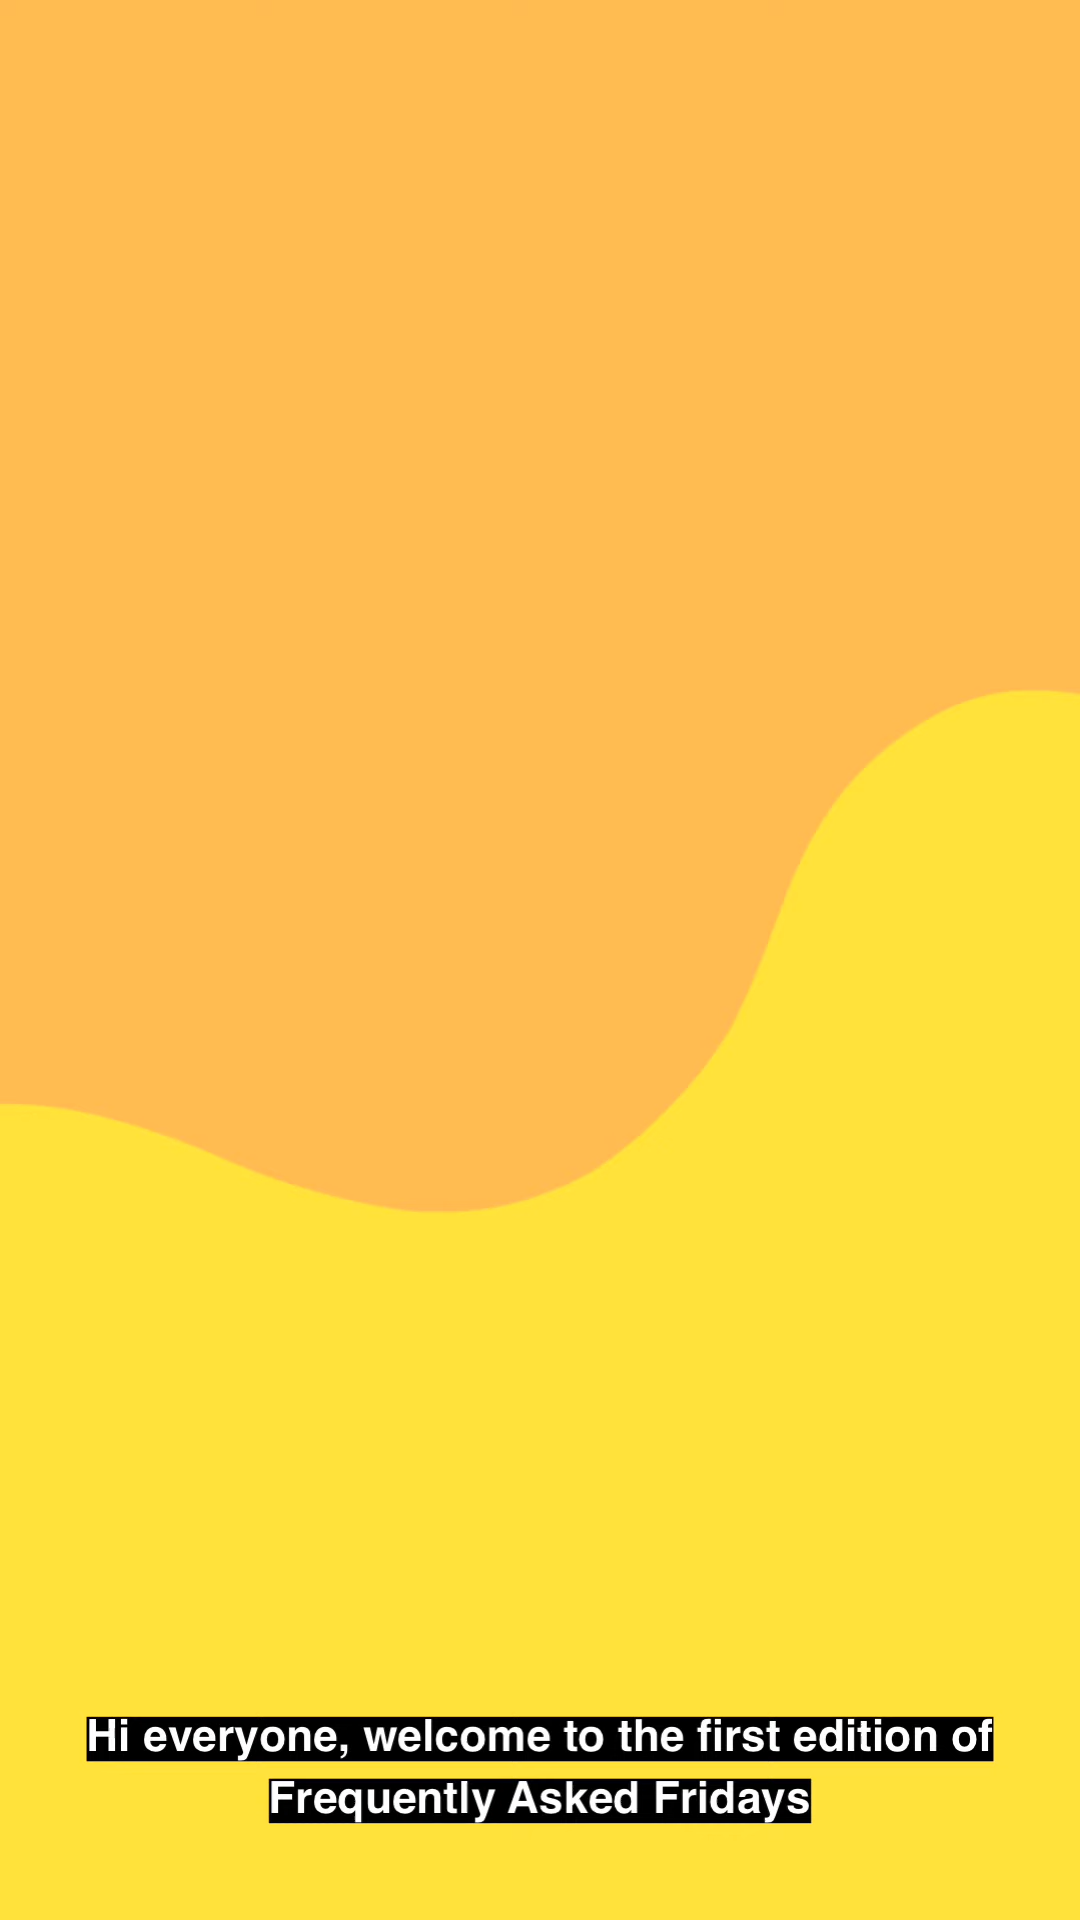 Hi everyone, welcome to the first edition of
Frequently Asked Fridays